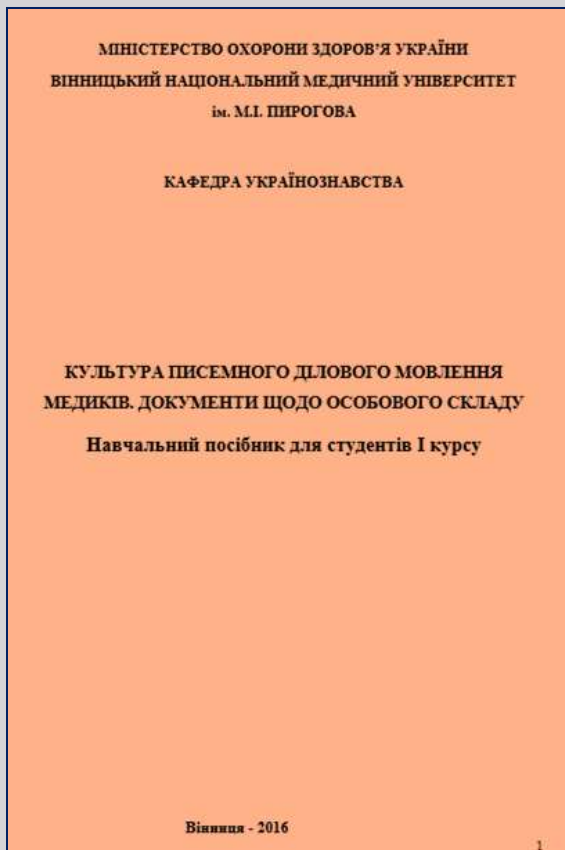 МІНІСТЕРСТВО ОХОРОНИ ЗДОРОВ'Я УКРАЇНИ
ВІННИЦЬКИЙ НАЦІОНАЛЬНИЙ МЕДИЧНИЙ УНІВЕРСИТЕТ
ім. М.І. ПИРОГОВА
КАФЕДРА УКРАЇНОЗНАВСТВА
КУЛЬТУРА ПИСЕМНОГО ДІЛОВОГО МОВЛЕННЯ
МЕДИКІВ. ДОКУМЕНТИ ЩОДО ОСОБОВОГО СКЛАДУ
Навчальний посібник для студентів І курсу
Вінниця - 2016
1